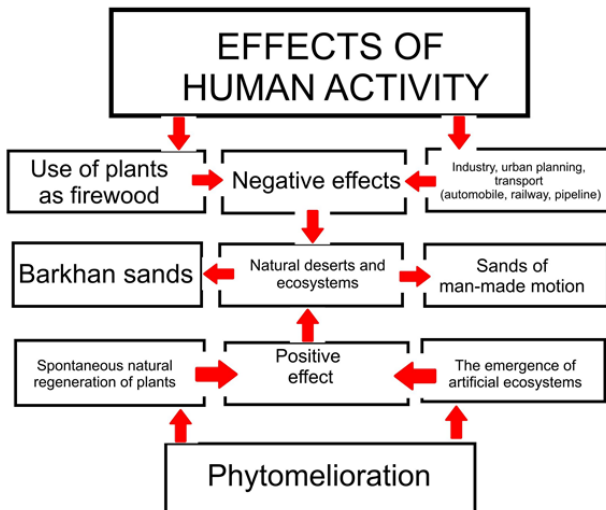 EFFECTS OF
HUMAN ACTIVITY
Use of plants
as firewood
Negative effects
Industry, urban planning,
transport
(automobile, railway, pipeline)
Barkhan sands
Natural deserts and
ecosystems
Sands of
man-made motion
Spontaneous natural
regeneration of plants
Positive
effect
The emergence of
artificial ecosystems
Phytomelioration